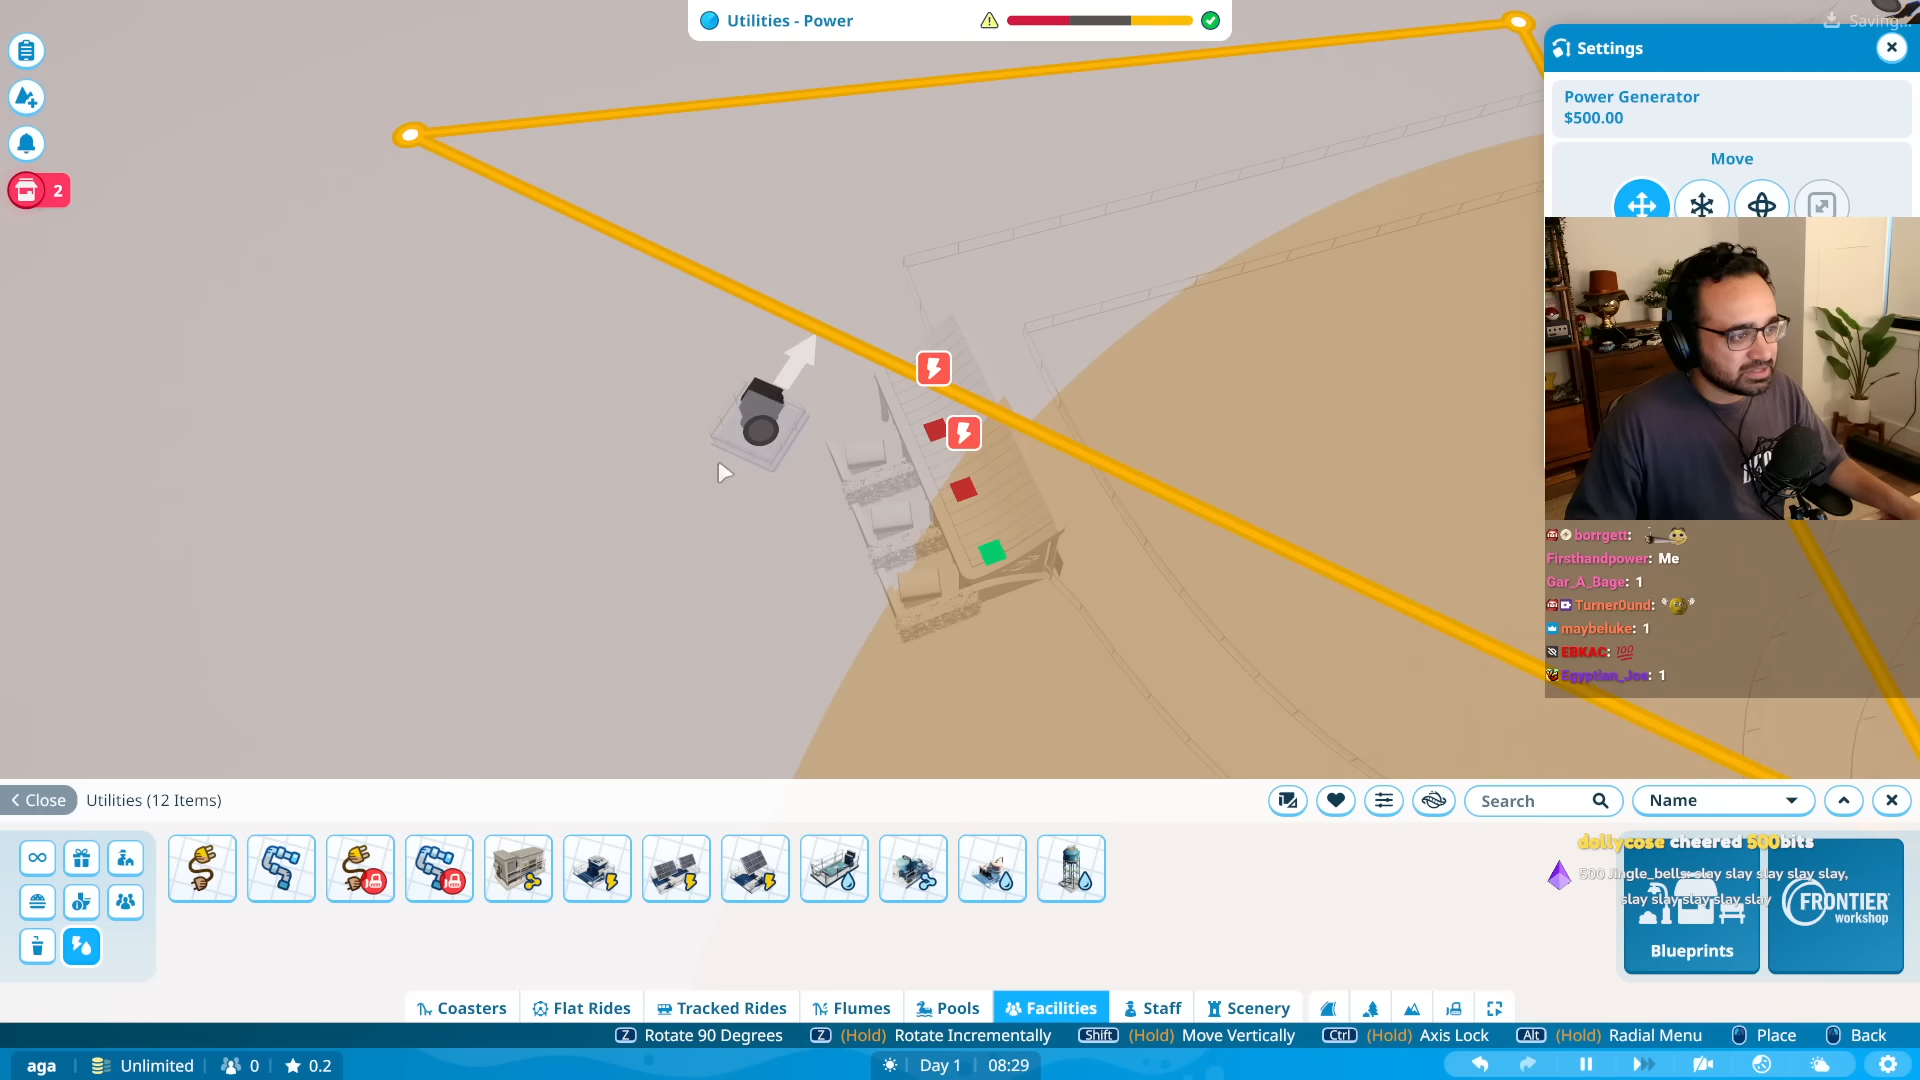 Utilities - Power
Saving...
Settings
Power Generator
$500.00
Move
2
borrgett:
Firsthandpower: Me
Gar_A_Bage: 1
Turner0und:
maybeluke: 1
EBKAC: 100
Egyptian_Joe: 1
Close
Utilities (12 Items)
Search
Name
dollycose cheered 500bits
500 Jingle_bells: slay slay slay slay slay,
slay slay slay slay slay
Blueprints
FRONTIER
workshop
Coasters
Flat Rides
Tracked Rides
Flumes
Pools
Facilities
Staff
Scenery
Z Rotate 90 Degrees
Z (Hold) Rotate Incrementally
Shift (Hold) Move Vertically
Ctrl (Hold) Axis Lock
Alt (Hold) Radial Menu
Place
Back
aga
Unlimited
0
0.2
Day 1
08:29